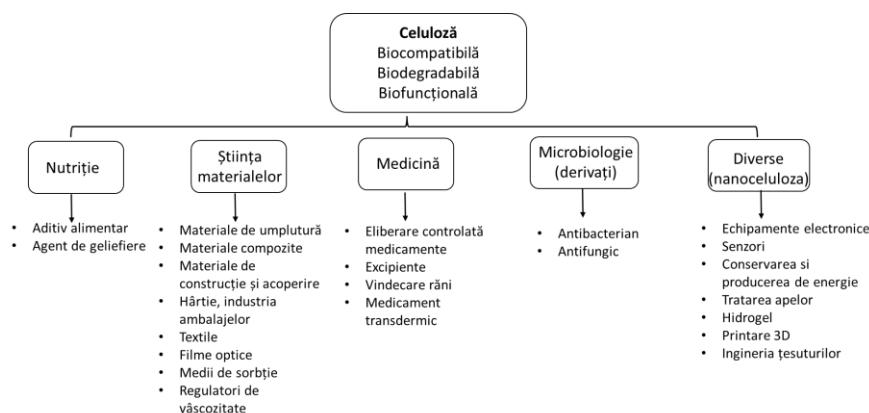 Celuloză
Biocompatibilă
Biodegradabilă
Biofuncțională
Nutriție
Știința
materialelor
Medicină
Microbiologie
(derivați)
Diverse
(nanoceluloza)
• Aditiv alimentar
• Agent de geliefiere
• Materiale de umplutură
• Materiale compozite
• Materiale de
construcție și acoperire
• Hârtie, industria
ambalajelor
• Textile
• Filme optice
• Medii de sorbție
• Regulatori de
vâscozitate
• Eliberare controlată
medicamente
• Excipiente
• Vindecare răni
• Medicament
transdermic
• Antibacterian
• Antifungic
• Echipamente electronice
• Senzori
• Conservarea si
producerea de energie
• Tratarea apelor
• Hidrogel
• Printare 3D
• Ingineria țesuturilor